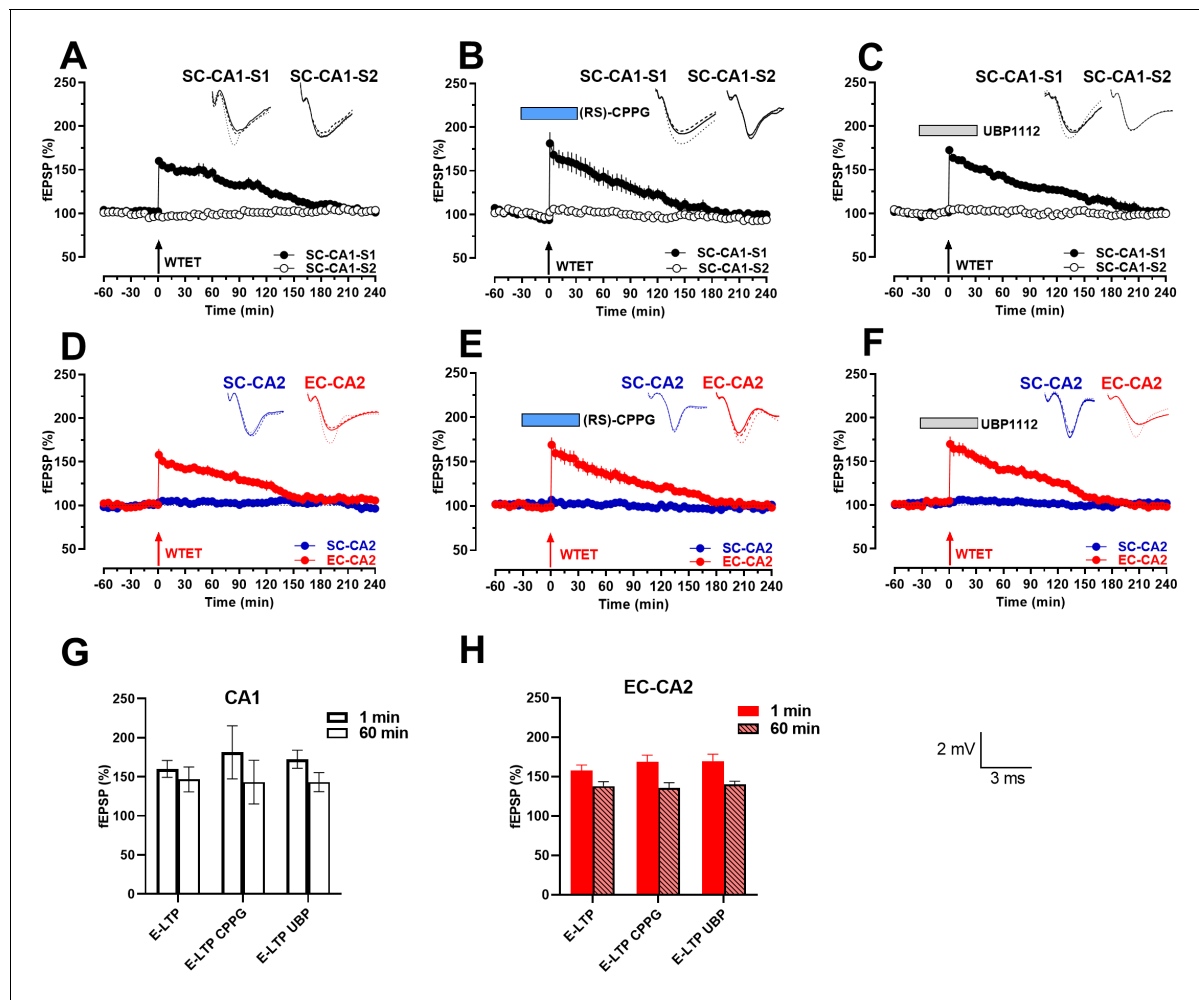 A
SC-CA1-S1 SC-CA1-S2
250
200
150
100
50
fEPSP (%)
WTET
SC-CA1-S1
SC-CA1-S2
-60 -30 0 30 60 90 120 150 180 210 240
Time (min)
B
SC-CA1-S1 SC-CA1-S2
(RS)-CPPG
250
200
150
100
50
fEPSP (%)
WTET
SC-CA1-S1
SC-CA1-S2
-60 -30 0 30 60 90 120 150 180 210 240
Time (min)
C
SC-CA1-S1 SC-CA1-S2
UBP1112
250
200
150
100
50
fEPSP (%)
WTET
SC-CA1-S1
SC-CA1-S2
-60 -30 0 30 60 90 120 150 180 210 240
Time (min)
D
SC-CA2 EC-CA2
250
200
150
100
50
fEPSP (%)
WTET
SC-CA2
EC-CA2
-60 -30 0 30 60 90 120 150 180 210 240
Time (min)
E
SC-CA2 EC-CA2
(RS)-CPPG
250
200
150
100
50
fEPSP (%)
WTET
SC-CA2
EC-CA2
-60 -30 0 30 60 90 120 150 180 210 240
Time (min)
F
SC-CA2 EC-CA2
UBP1112
250
200
150
100
50
fEPSP (%)
WTET
SC-CA2
EC-CA2
-60 -30 0 30 60 90 120 150 180 210 240
Time (min)
G
CA1
1 min
60 min
250
200
150
100
50
0
fEPSP (%)
E-LTP
E-LTP CPPG
E-LTP UBP
H
EC-CA2
1 min
60 min
250
200
150
100
50
0
fEPSP (%)
E-LTP
E-LTP CPPG
E-LTP UBP
2 mV
3 ms